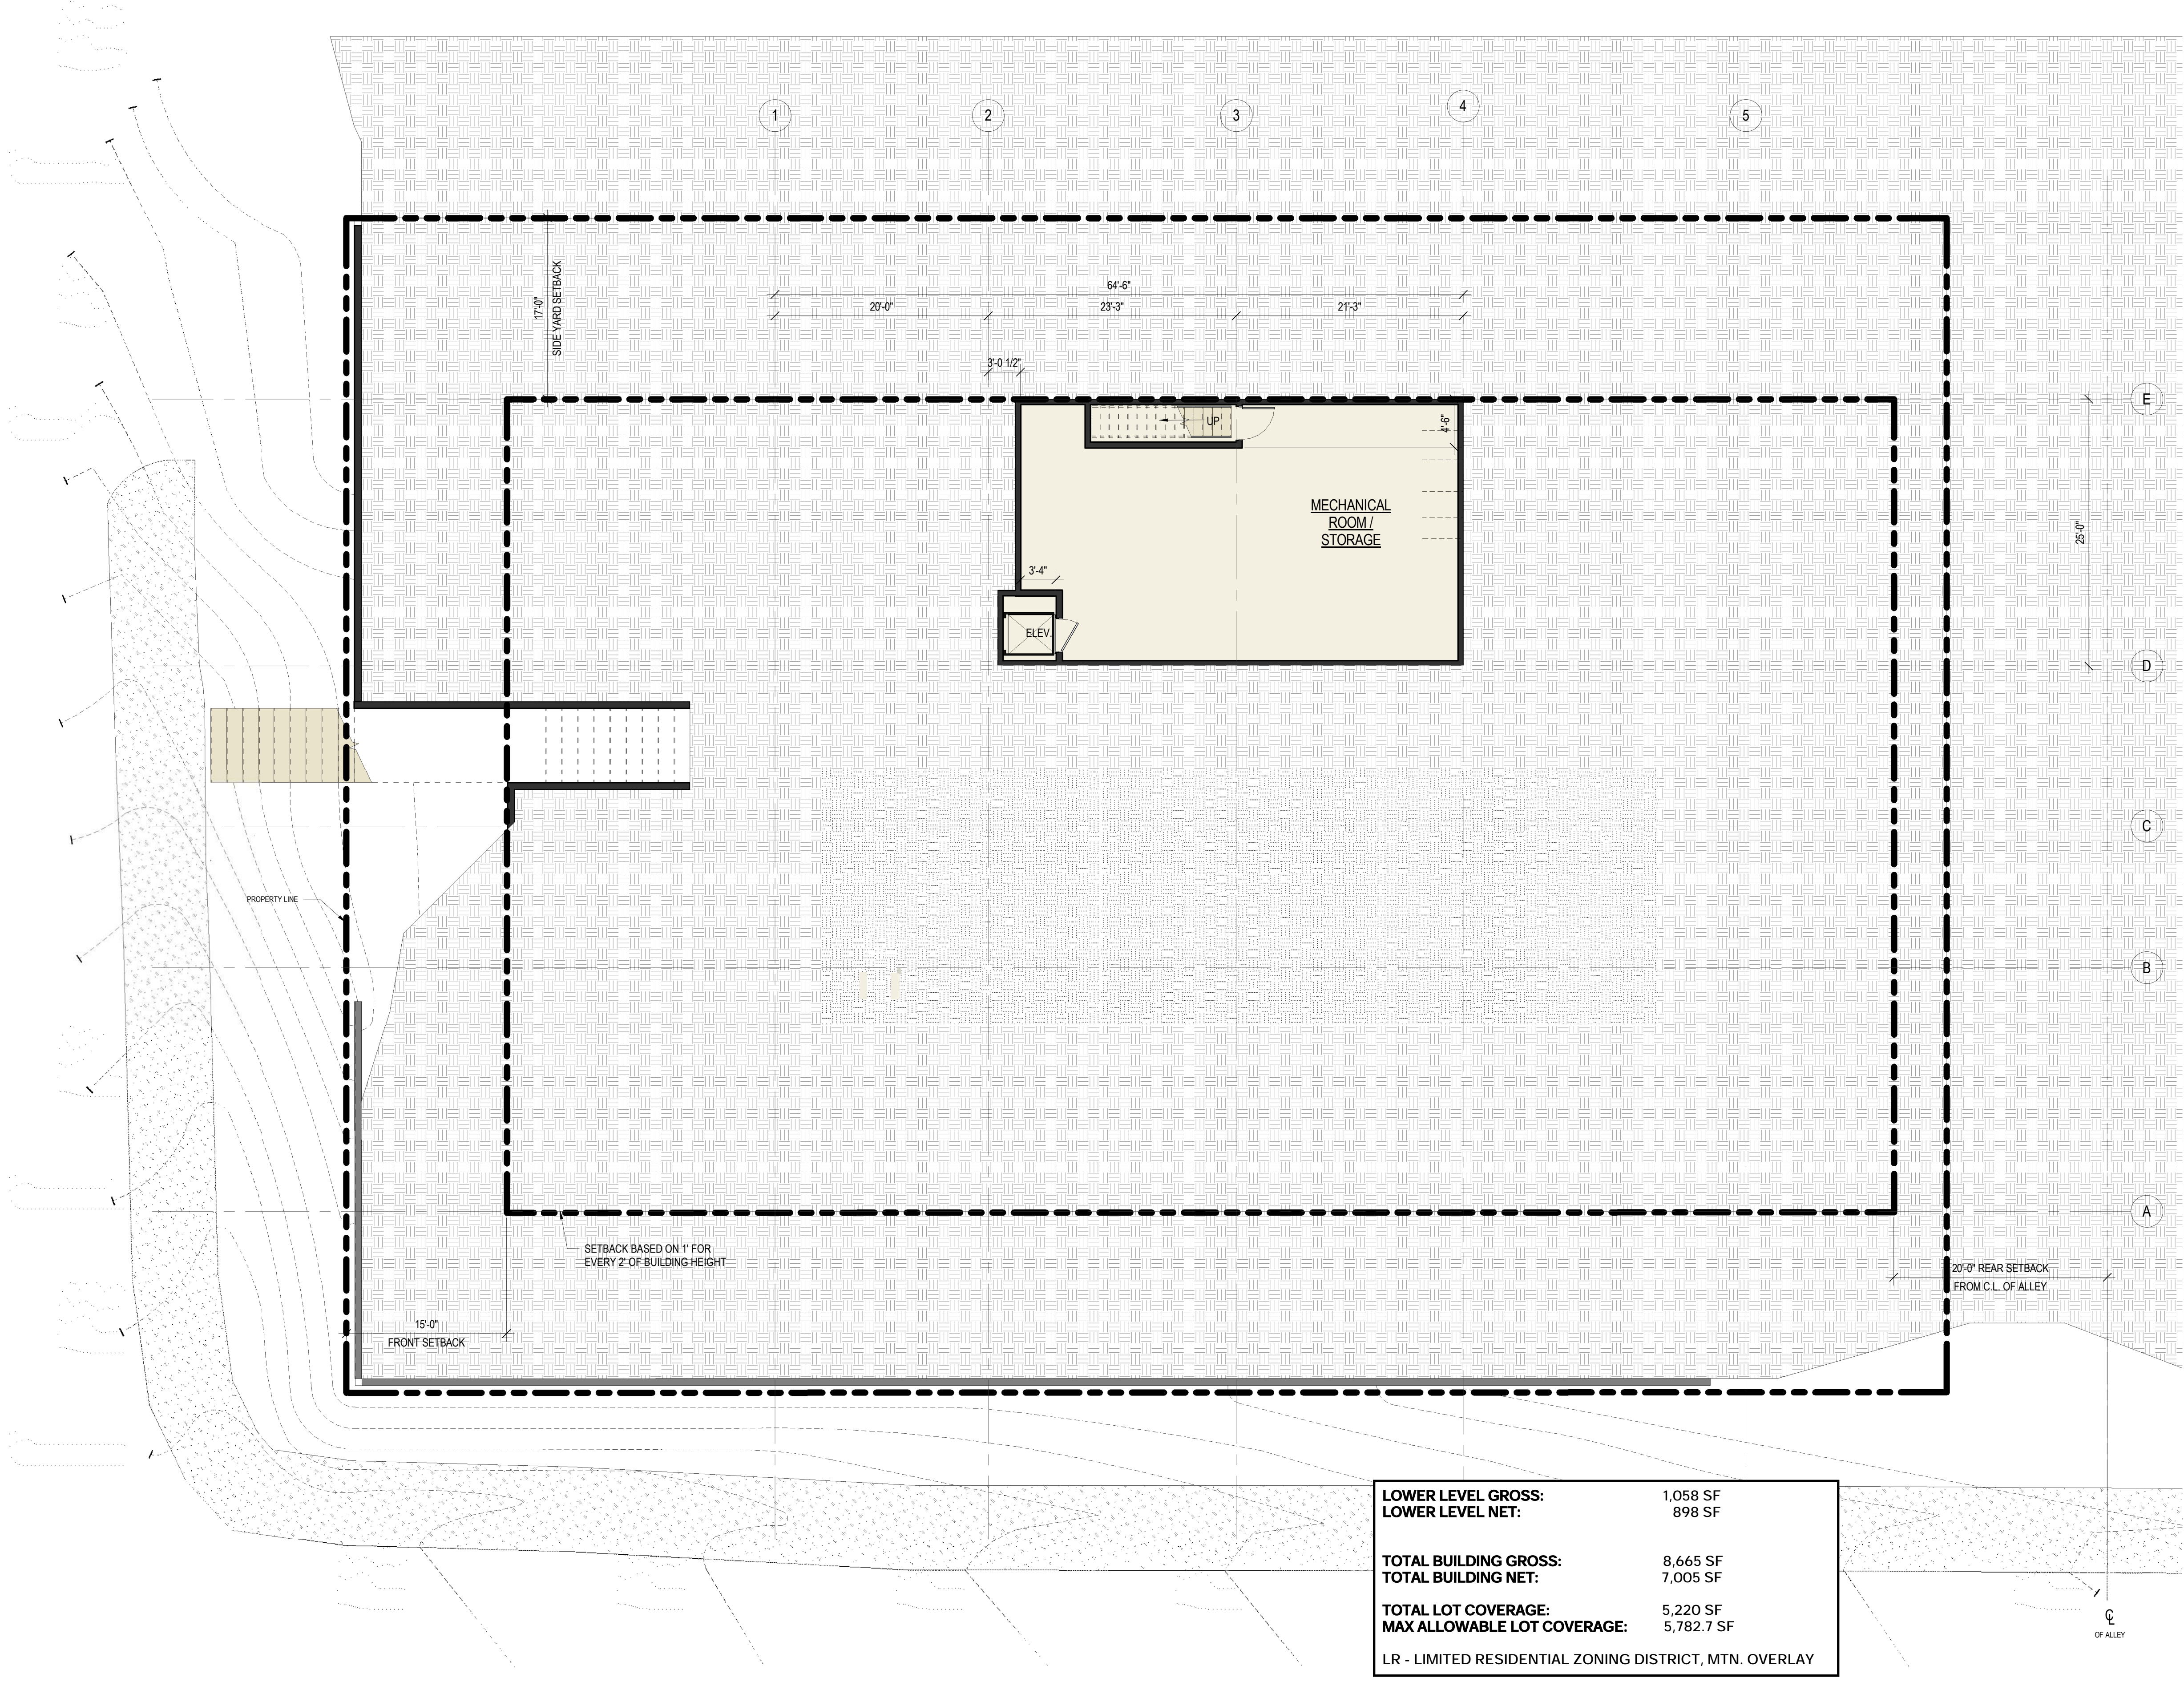 1
2
3
4
5
17'-0"
SIDE YARD SETBACK
64'-6"
20'-0"
23'-3"
21'-3"
3'-0 1/2"
E
UP
4'-6"
MECHANICAL
ROOM /
STORAGE
25'-0"
3'-4"
ELEV.
D
C
PROPERTY LINE
B
A
SETBACK BASED ON 1' FOR
EVERY 2' OF BUILDING HEIGHT
20'-0" REAR SETBACK
FROM C.L. OF ALLEY
15'-0"
FRONT SETBACK
LOWER LEVEL GROSS: 1,058 SF
LOWER LEVEL NET: 898 SF
TOTAL BUILDING GROSS: 8,665 SF
TOTAL BUILDING NET: 7,005 SF
TOTAL LOT COVERAGE: 5,220 SF
MAX ALLOWABLE LOT COVERAGE: 5,782.7 SF
LR - LIMITED RESIDENTIAL ZONING DISTRICT, MTN. OVERLAY
℄
OF ALLEY